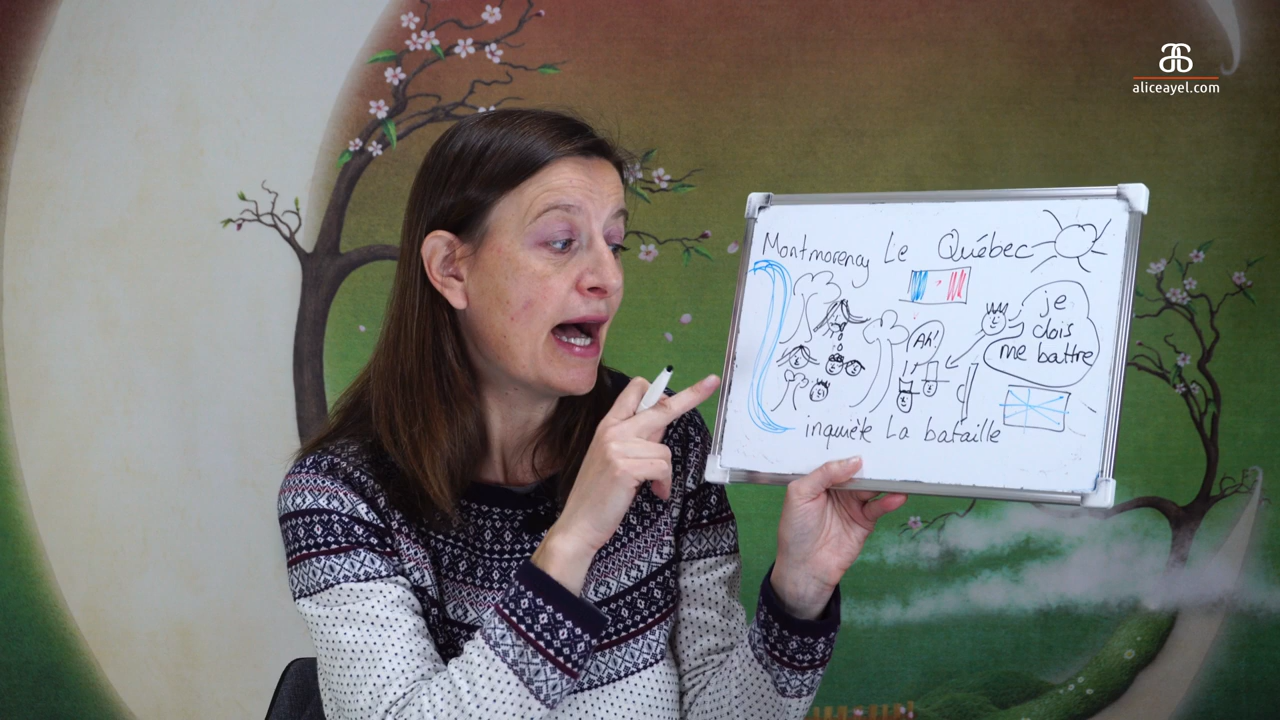 aliceayel.com
Montmorency Le Québec
je
dois
me battre
Ah!
inquiète La bataille